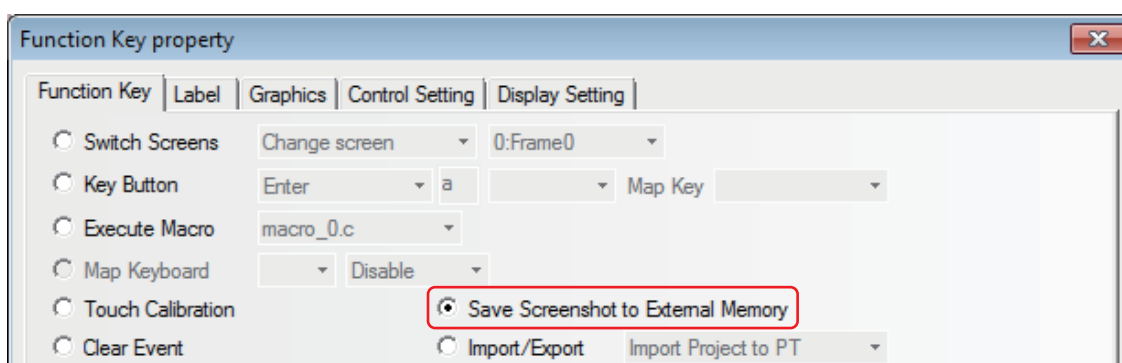 Function Key property
Function Key Label Graphics Control Setting Display Setting
Switch Screens Change screen 0:Frame0
Key Button Enter a Map Key
Execute Macro macro_0.c
Map Keyboard Disable
Touch Calibration Save Screenshot to External Memory
Clear Event Import/Export Import Project to PT